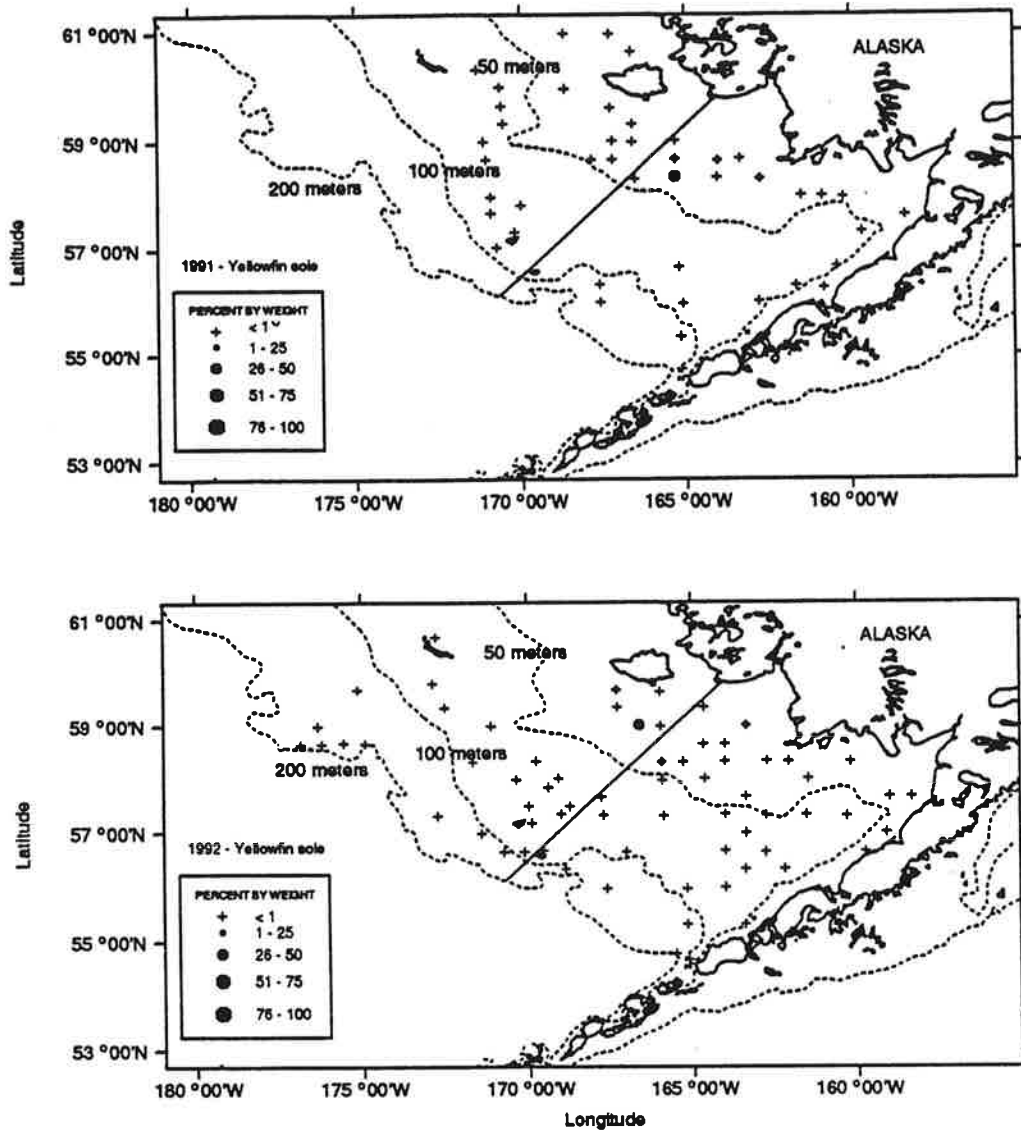 61 °00'N
59 °00'N
57 °00'N
55 °00'N
53 °00'N
Latitude
ALASKA
50 meters
100 meters
200 meters
1991 - Yellowfin sole
PERCENT BY WEIGHT
< 1
1 - 25
26 - 50
51 - 75
76 - 100
180 °00'W
175 °00'W
170 °00'W
165 °00'W
160 °00'W
61 °00'N
59 °00'N
57 °00'N
55 °00'N
53 °00'N
Latitude
ALASKA
50 meters
100 meters
200 meters
1992 - Yellowfin sole
PERCENT BY WEIGHT
< 1
1 - 25
26 - 50
51 - 75
76 - 100
180 °00'W
175 °00'W
170 °00'W
165 °00'W
160 °00'W
Longitude